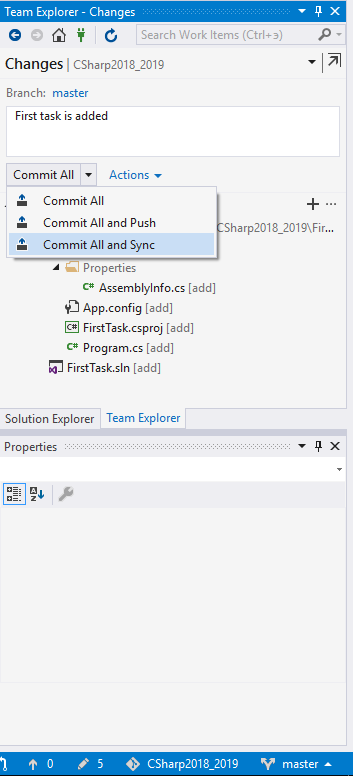 Team Explorer - Changes
Search Work Items (Ctrl+э)
Changes | CSharp2018_2019
Branch: master
First task is added
Commit All Actions
Commit All
Commit All and Push
CSharp2018_2019\Fir...
Commit All and Sync
Properties
C# AssemblyInfo.cs [add]
App.config [add]
C# FirstTask.csproj [add]
C# Program.cs [add]
FirstTask.sln [add]
Solution Explorer Team Explorer
Properties
0 5 CSharp2018_2019 master